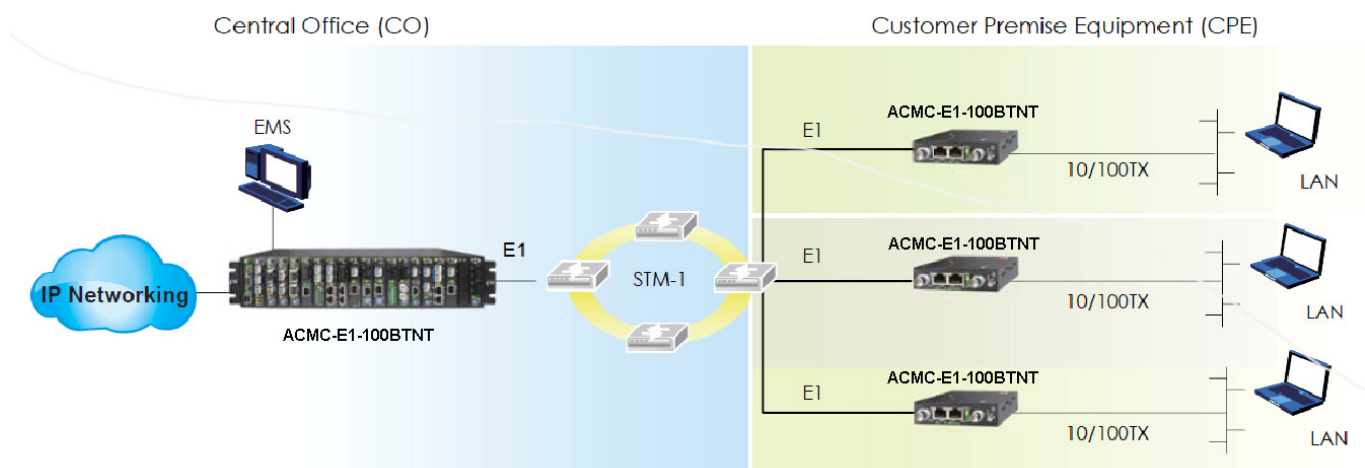 Central Office (CO)
Customer Premise Equipment (CPE)
EMS
IP Networking
ACMC-E1-100BTNT
E1
STM-1
E1
ACMC-E1-100BTNT
10/100TX
LAN
E1
ACMC-E1-100BTNT
10/100TX
LAN
E1
ACMC-E1-100BTNT
10/100TX
LAN